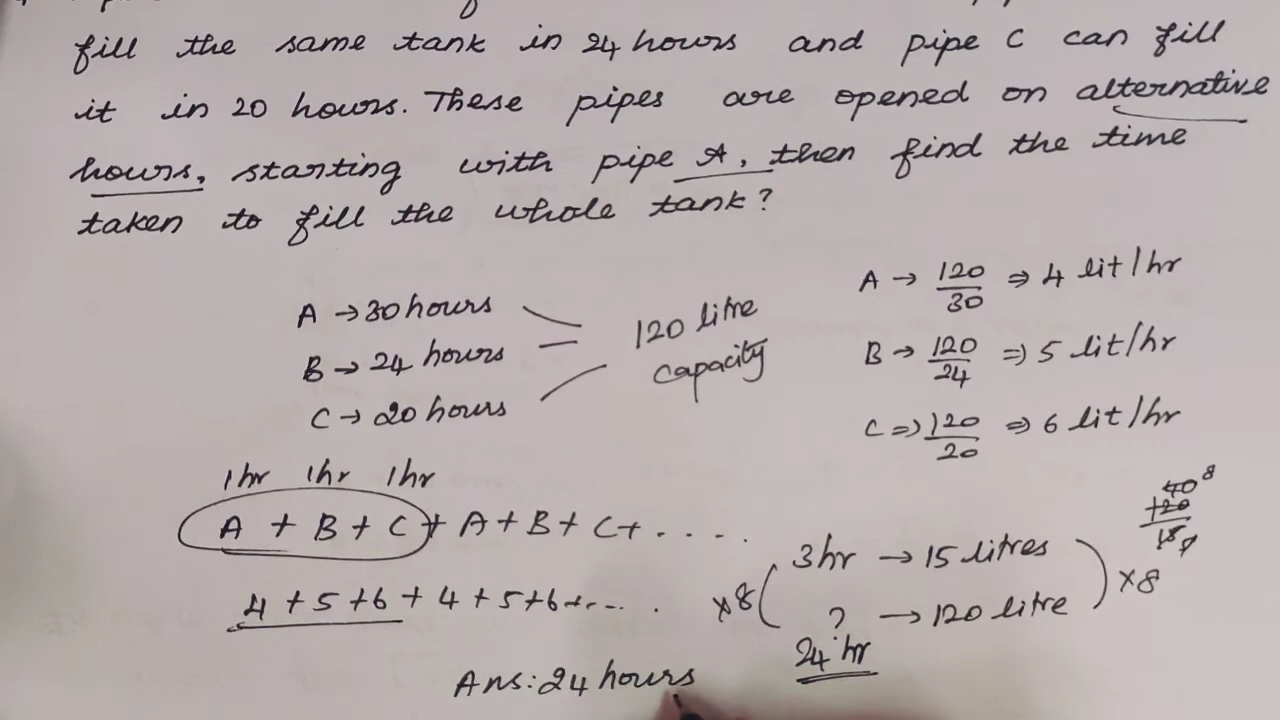 fill the same tank in 24 hours and pipe C can fill
it in 20 hours. These pipes are opened on alternative
hours, starting with pipe A, then find the time
taken to fill the whole tank?
A → 30 hours
B → 24 hours
C → 20 hours
120 litre
capacity
A → 120/30 ⇒ 4 lit/hr
B → 120/24 ⇒ 5 lit/hr
C ⇒ 120/20 ⇒ 6 lit/hr
1hr 1hr 1hr
A + B + C + A + B + C + . . . .
4 + 5 + 6 + 4 + 5 + 6 + - - . .
×8 ( 3hr → 15 litres ) ×8
? → 120 litre
24 hr
40 8
120
15
Ans: 24 hours